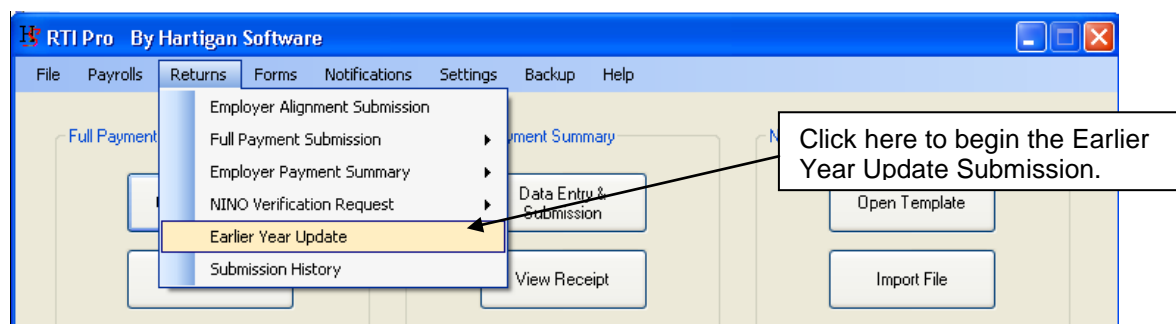 RTI Pro By Hartigan Software
File Payrolls Returns Forms Notifications Settings Backup Help
Employer Alignment Submission
Full Payment Submission
Employer Payment Summary
NINO Verification Request
Earlier Year Update
Submission History
Full Payment
yment Summary
Data Entry &
Submission
View Receipt
Click here to begin the Earlier
Year Update Submission.
Open Template
Import File